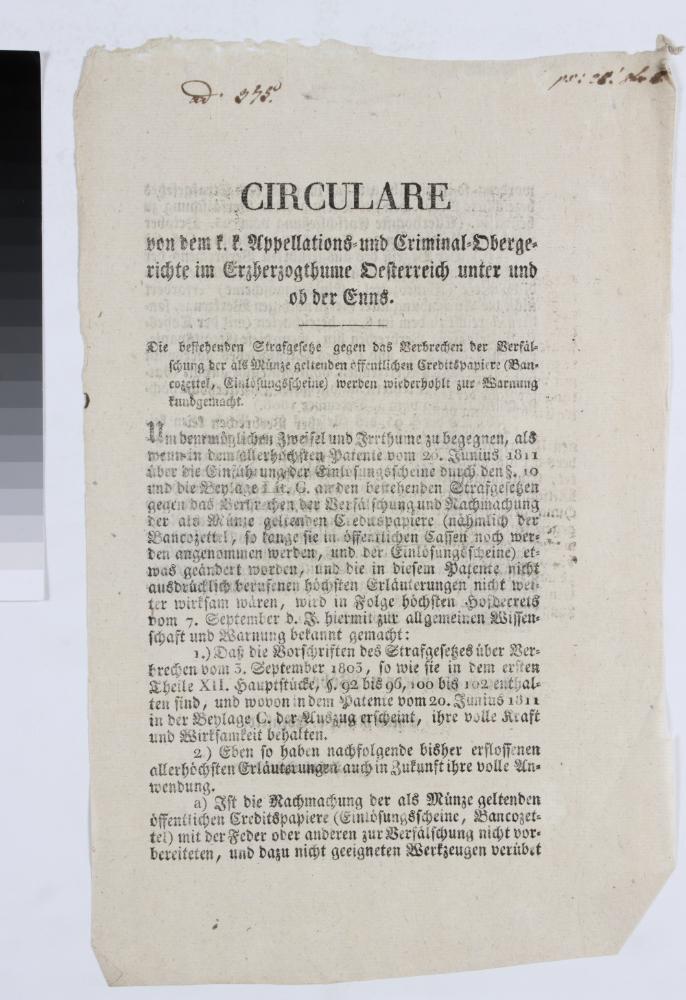 ad. 375.
CIRCULARE
von dem k. k. Appellations- und Criminal-Oberge-
richte im Erzherzogthume Oesterreich unter und
ob der Enns.
Die bestehenden Strafgesetze gegen das Verbrechen der Verfäl-
schung der als Münze geltenden öffentlichen Creditspapiere (Ban-
cozettel, Einlösungsscheine) werden wiederhohlt zur Warnung
kundgemacht.
Um dem möglichen Zweifel und Irrthume zu begegnen, als
wenn in dem allerhöchsten Patente vom 20. Junius 1811
über die Einführung der Einlösungsscheine durch den §. 10
und die Beylage C. an den bestehenden Strafgesetzen
gegen das Verbrechen der Verfälschung und Nachmachung
der als Münze geltenden Creditspapiere (nähmlich der
Bancozettel, so lange sie in öffentlichen Cassen noch wer-
den angenommen werden, und der Einlösungsscheine) et-
was geändert worden, und die in diesem Patente nicht
ausdrücklich berufenen höchsten Erläuterungen nicht wei-
ter wirksam wären, wird in Folge höchsten Hofdecrets
vom 7. September d. J. hiermit zur allgemeinen Wissen-
schaft und Warnung bekannt gemacht:
1.) Daß die Vorschriften des Strafgesetzes über Ver-
brechen vom 3. September 1803, so wie sie in dem ersten
Theile XII. Hauptstücke, §. 92 bis 96, 100 bis 102 enthal-
ten sind, und wovon in dem Patente vom 20. Junius 1811
in der Beylage C. der Auszug erscheint, ihre volle Kraft
und Wirksamkeit behalten.
2.) Eben so haben nachfolgende bisher erflossenen
allerhöchsten Erläuterungen auch in Zukunft ihre volle An-
wendung.
a) Ist die Nachmachung der als Münze geltenden
öffentlichen Creditspapiere (Einlösungsscheine, Bancozet-
tel) mit der Feder oder anderen zur Verfälschung nicht vor-
bereiteten, und dazu nicht geeigneten Werkzeugen verübet